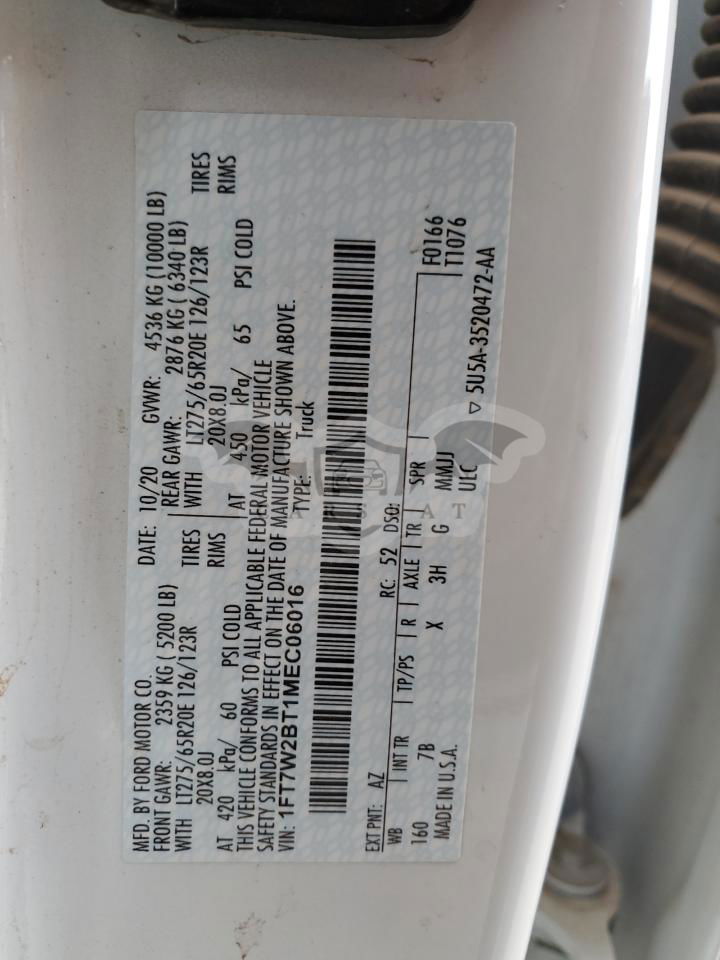 MFD. BY FORD MOTOR CO.
DATE: 10/20 GVWR: 4536 KG (10000 LB)
FRONT GAWR: 2359 KG ( 5200 LB) REAR GAWR: 2876 KG ( 6340 LB)
WITH LT275/65R20E 126/123R TIRES WITH LT275/65R20E 126/123R TIRES
20X8.0J RIMS 20X8.0J RIMS
AT 420 kPa/ 60 PSI COLD AT 450 kPa/ 65 PSI COLD
THIS VEHICLE CONFORMS TO ALL APPLICABLE FEDERAL MOTOR VEHICLE
SAFETY STANDARDS IN EFFECT ON THE DATE OF MANUFACTURE SHOWN ABOVE.
VIN: 1FT7W2BT1MEC06016 TYPE: Truck
EXT PNT: AZ RC: 52 DSO:
WB INT TR TP/PS R AXLE TR SPR F0166
160 7B X 3H G MMJJ T1076
MADE IN U.S.A. ULC
▽ 5U5A-3520472-AA